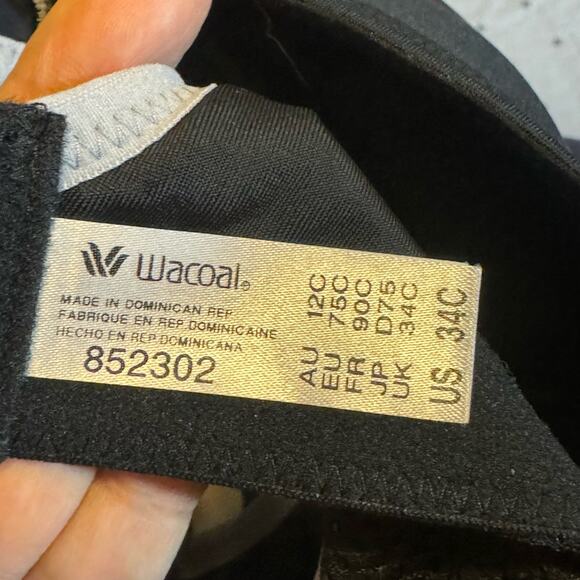 Wacoal®
MADE IN DOMINICAN REP
FABRIQUE EN REP. DOMINICAINE
HECHO EN REP. DOMINICANA
852302
AU 12C
EU 75C
FR 90C
JP D75
UK 34C
US 34C